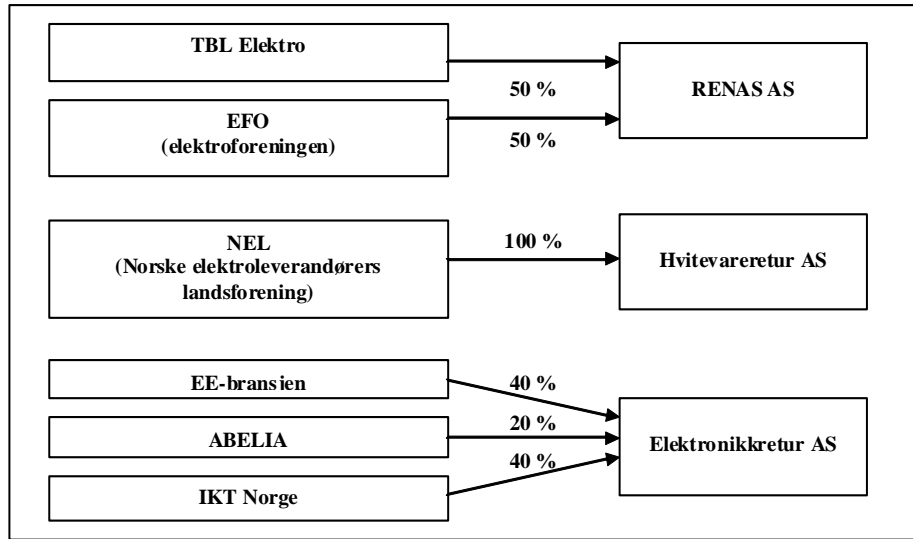 TBL Elektro
50 %
RENAS AS
EFO
(elektroforeningen)
50 %
NEL
(Norske elektroleverandørers
landsforening)
100 %
Hvitevareretur AS
EE-bransien
40 %
ABELIA
20 %
Elektronikkretur AS
IKT Norge
40 %